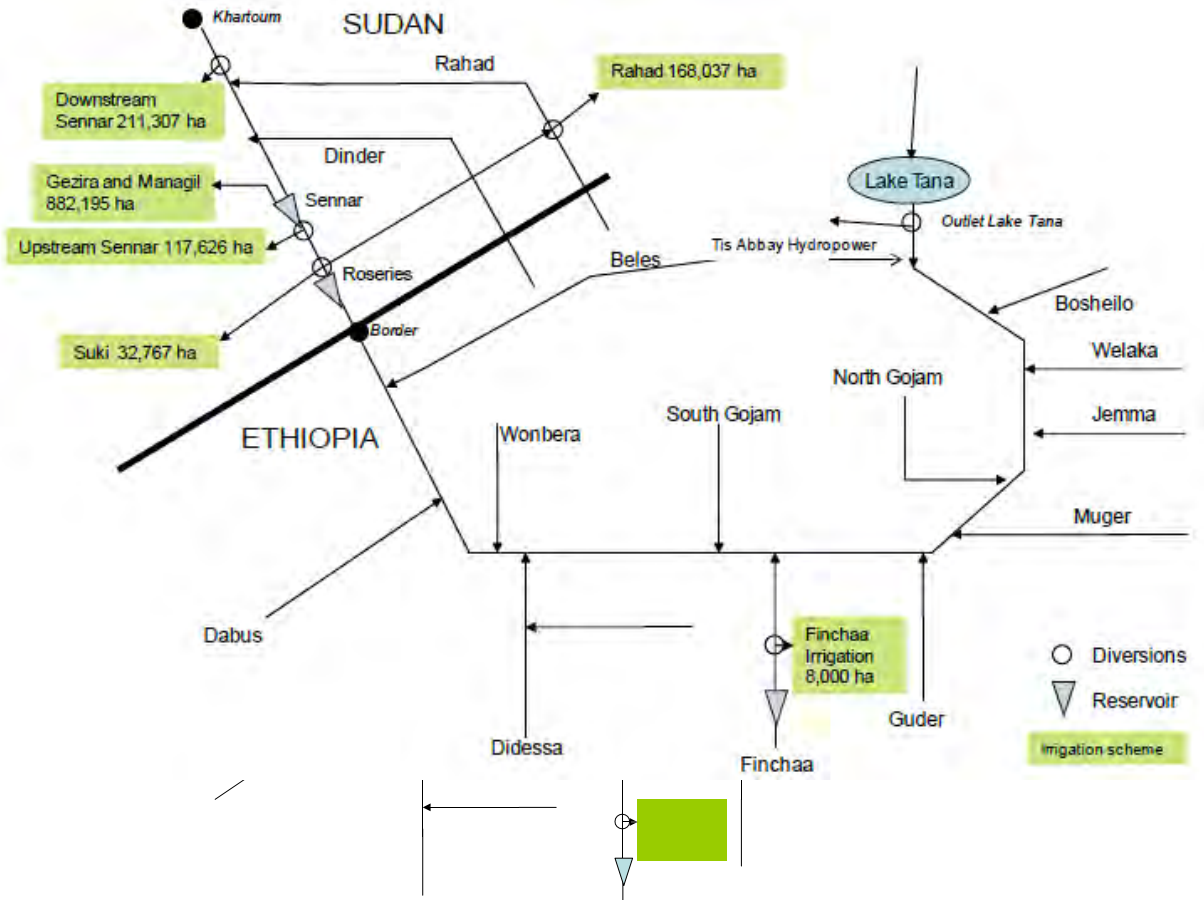 Khartoum
SUDAN
Rahad
Rahad 168,037 ha
Downstream
Sennar 211,307 ha
Dinder
Gezira and Managil
882,195 ha
Sennar
Lake Tana
Outlet Lake Tana
Upstream Sennar 117,626 ha
Tis Abbay Hydropower
Roseries
Beles
Bosheilo
Border
Suki 32,767 ha
Welaka
North Gojam
ETHIOPIA
Wonbera
South Gojam
Jemma
Muger
Dabus
Finchaa
Irrigation
8,000 ha
Diversions
Reservoir
Guder
Didessa
Irrigation scheme
Finchaa